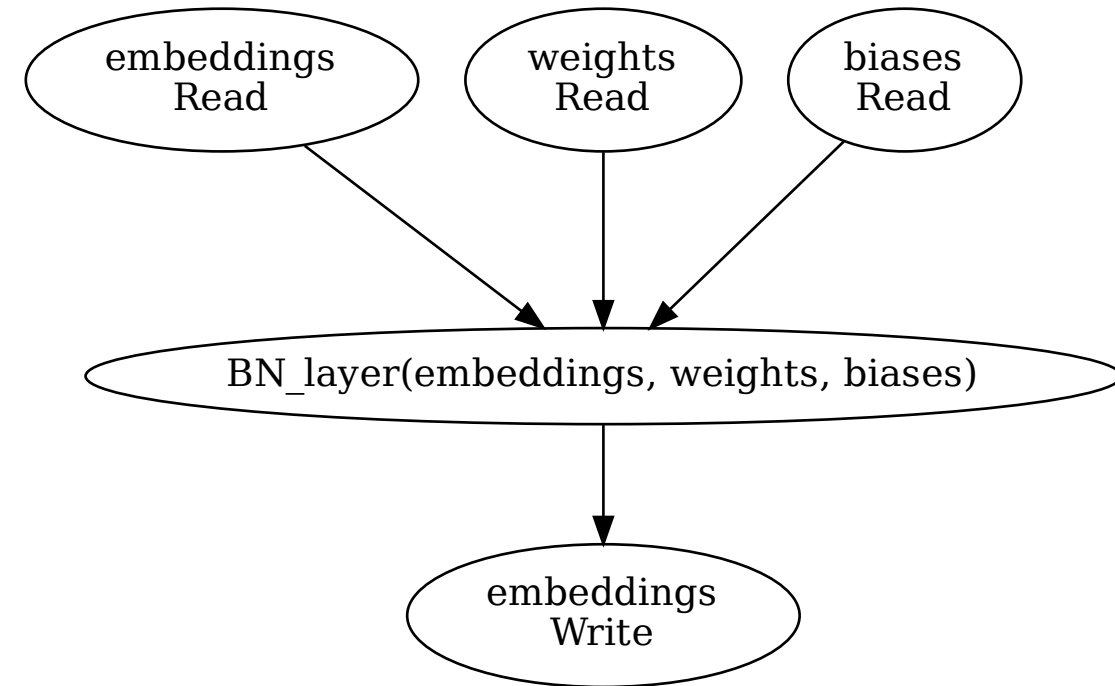 embeddings
Read
weights
Read
biases
Read
BN_layer(embeddings, weights, biases)
embeddings
Write